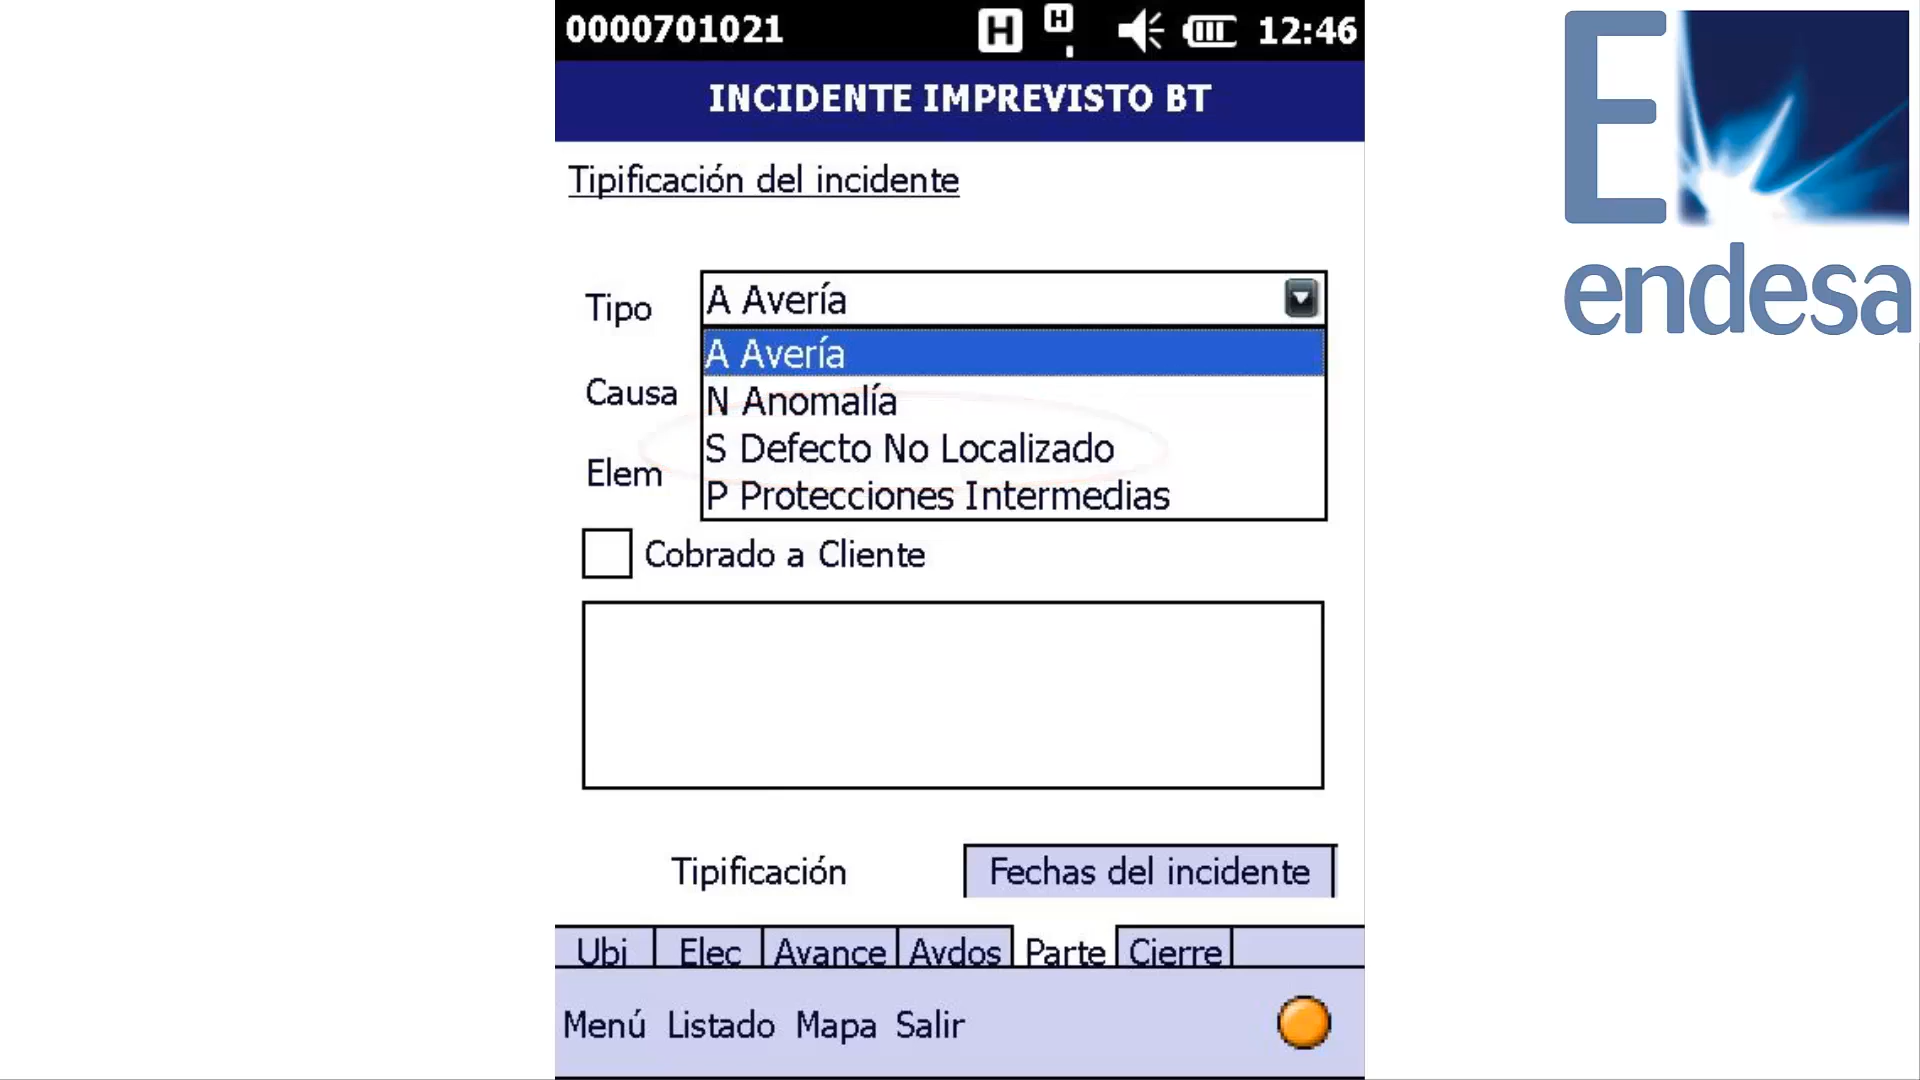 0000701021 H H 12:46
INCIDENTE IMPREVISTO BT
Tipificación del incidente
Tipo A Avería
A Avería
Causa N Anomalía
S Defecto No Localizado
Elem P Protecciones Intermedias
Cobrado a Cliente
Tipificación Fechas del incidente
Ubi Elec Avance Avdos Parte Cierre
Menú Listado Mapa Salir
E
endesa